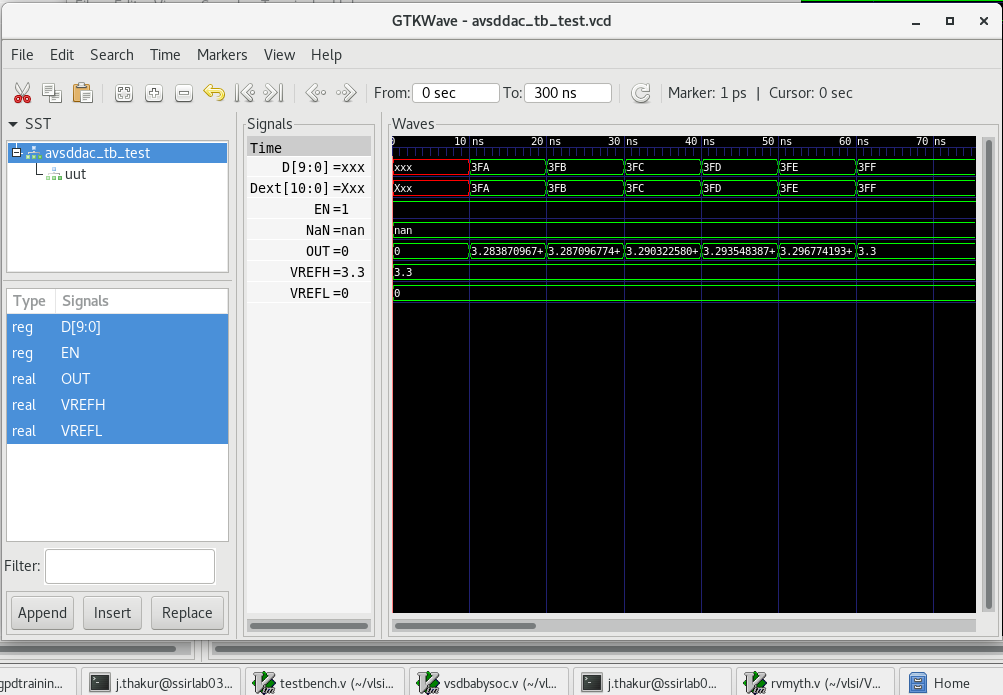 GTKWave - avsddac_tb_test.vcd
File Edit Search Time Markers View Help
From: 0 sec To: 300 ns Marker: 1 ps | Cursor: 0 sec
SST
avsddac_tb_test
uut
Type Signals
reg D[9:0]
reg EN
real OUT
real VREFH
real VREFL
Filter:
Append Insert Replace
Signals
Time
D[9:0]=xxx
Dext[10:0]=Xxx
EN=1
NaN=nan
OUT=0
VREFH=3.3
VREFL=0
Waves
0 10 ns 20 ns 30 ns 40 ns 50 ns 60 ns 70 ns
xxx 3FA 3FB 3FC 3FD 3FE 3FF
Xxx 3FA 3FB 3FC 3FD 3FE 3FF
nan
0 3.283870967+ 3.287096774+ 3.290322580+ 3.293548387+ 3.296774193+ 3.3
3.3
0
gpdtrainin... j.thakur@ssirlab03... testbench.v (~/vlsi... vsdbabysoc.v (~/vl... j.thakur@ssirlab0... rvmyth.v (~/vlsi/V... Home